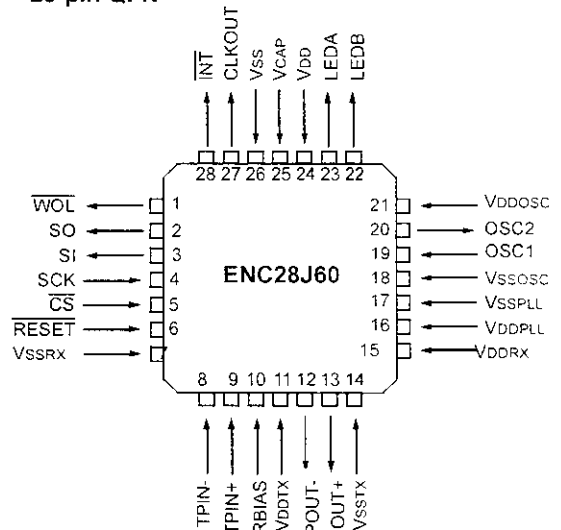 28-pin QFN
INT
CLKOUT
VSS
VCAP
VDD
LEDA
LEDB
28 27 26 25 24 23 22
WOL 1
SO 2
SI 3
SCK 4
CS 5
RESET 6
VSSRX
ENC28J60
21 VDDOSC
20 OSC2
19 OSC1
18 VSSOSC
17 VSSPLL
16 VDDPLL
15 VDDRX
8 9 10 11 12 13 14
TPIN-
TPIN+
RBIAS
VDDTX
POUT-
OUT+
VSSTX